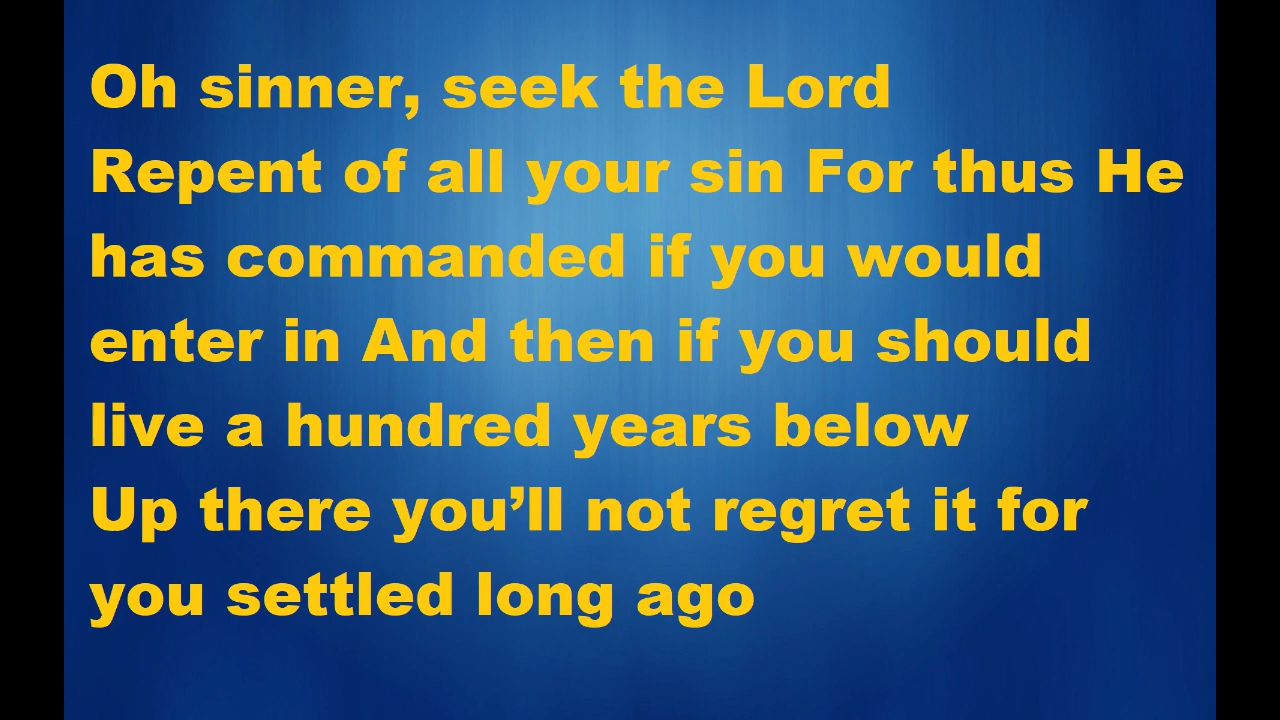 Oh sinner, seek the Lord
Repent of all your sin For thus He
has commanded if you would
enter in And then if you should
live a hundred years below
Up there you’ll not regret it for
you settled long ago